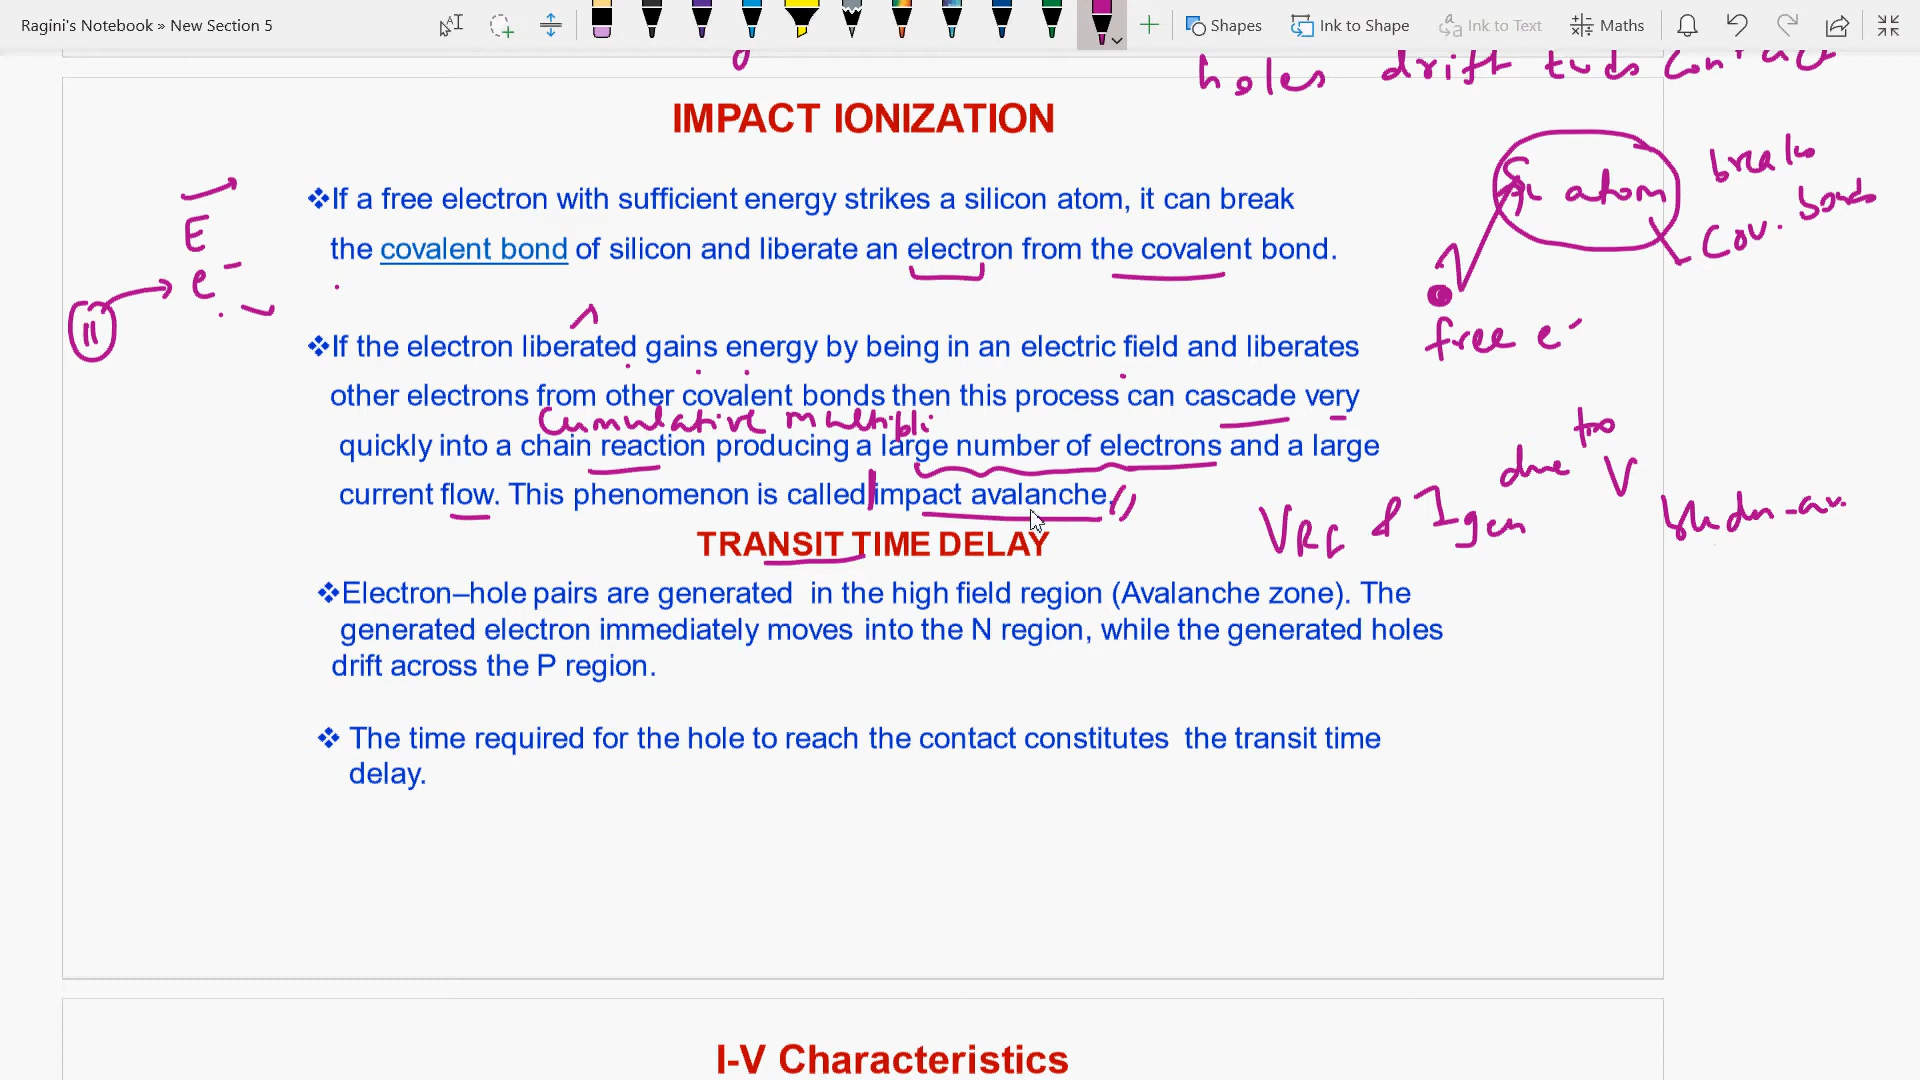 Ragini's Notebook » New Section 5
Shapes
Ink to Shape
Ink to Text
Maths
holes drift twds contact
IMPACT IONIZATION
❖If a free electron with sufficient energy strikes a silicon atom, it can break
the covalent bond of silicon and liberate an electron from the covalent bond.
Si atom
breaks
cov. bonds
free e⁻
E
e⁻
11
❖If the electron liberated gains energy by being in an electric field and liberates
other electrons from other covalent bonds then this process can cascade very
Cumulative multipli
quickly into a chain reaction producing a large number of electrons and a large
current flow. This phenomenon is called impact avalanche.
VRF & Igen
due to
V
TRANSIT TIME DELAY
❖Electron–hole pairs are generated in the high field region (Avalanche zone). The
generated electron immediately moves into the N region, while the generated holes
drift across the P region.
❖ The time required for the hole to reach the contact constitutes the transit time
delay.
I-V Characteristics